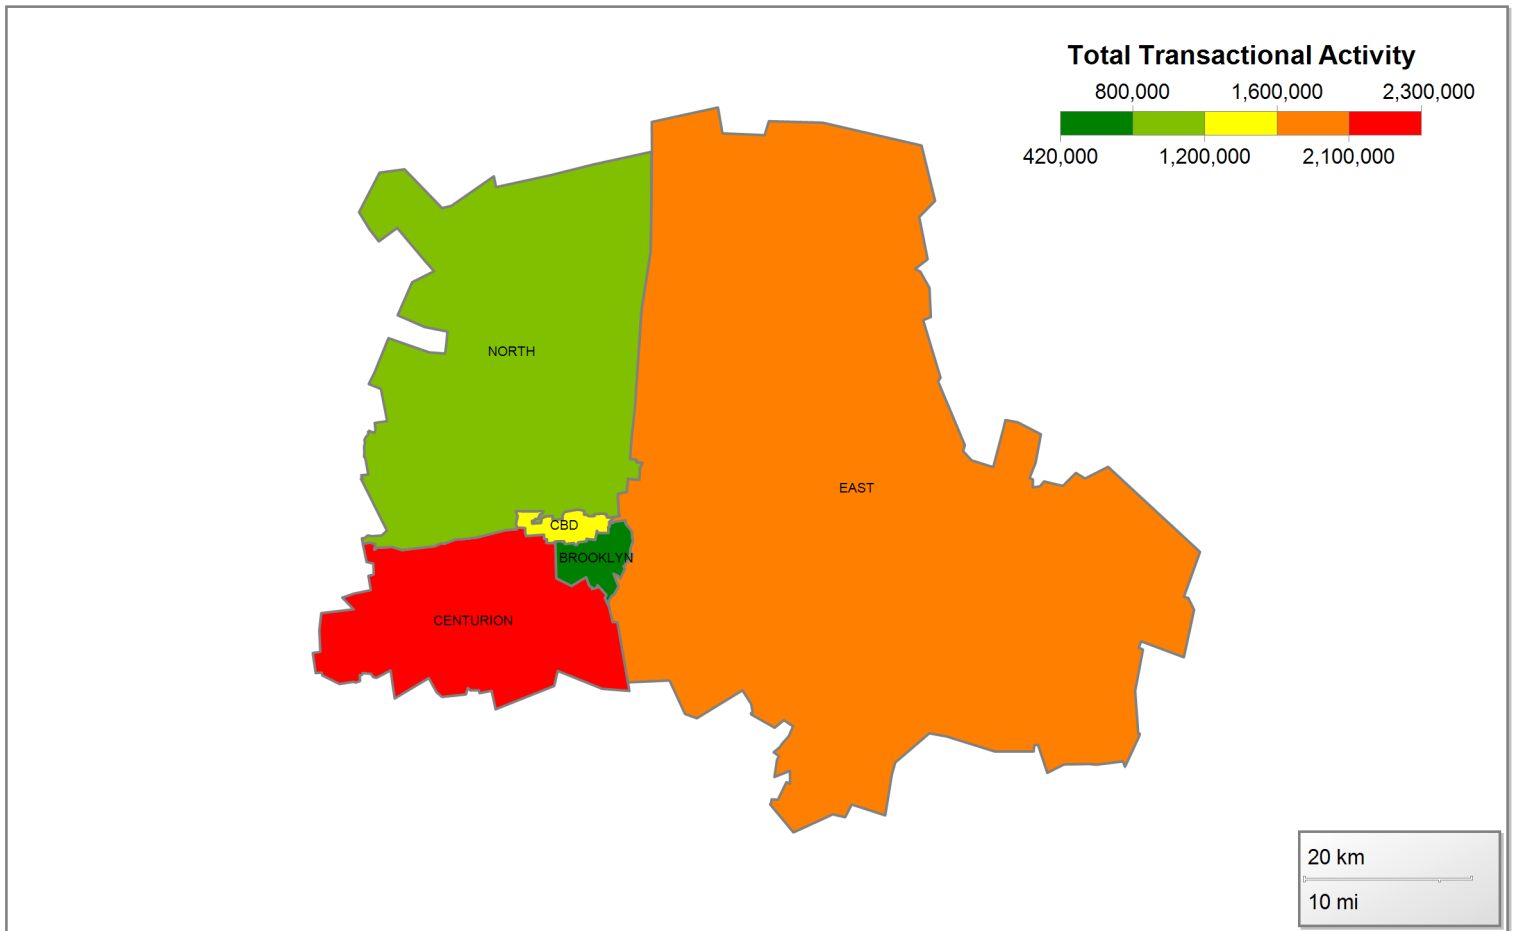 Total Transactional Activity
800,000 1,600,000 2,300,000
420,000 1,200,000 2,100,000
NORTH
EAST
CBD
BROOKLYN
CENTURION
20 km
10 mi